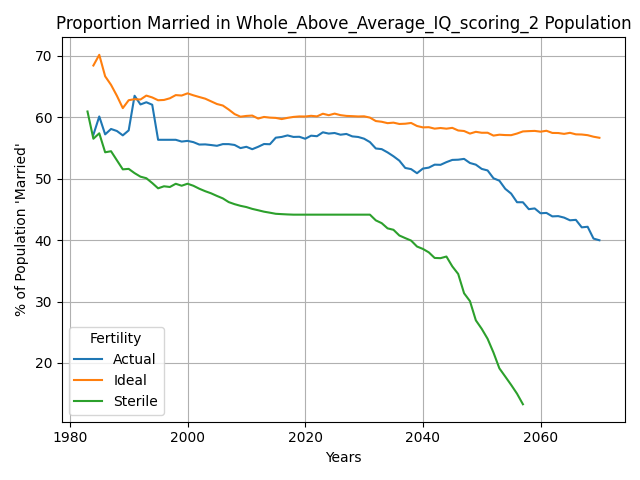 Proportion Married in Whole_Above_Average_IQ_scoring_2 Population
% of Population 'Married'
70
60
50
40
30
20
1980
2000
2020
2040
2060
Years
Fertility
Actual
Ideal
Sterile